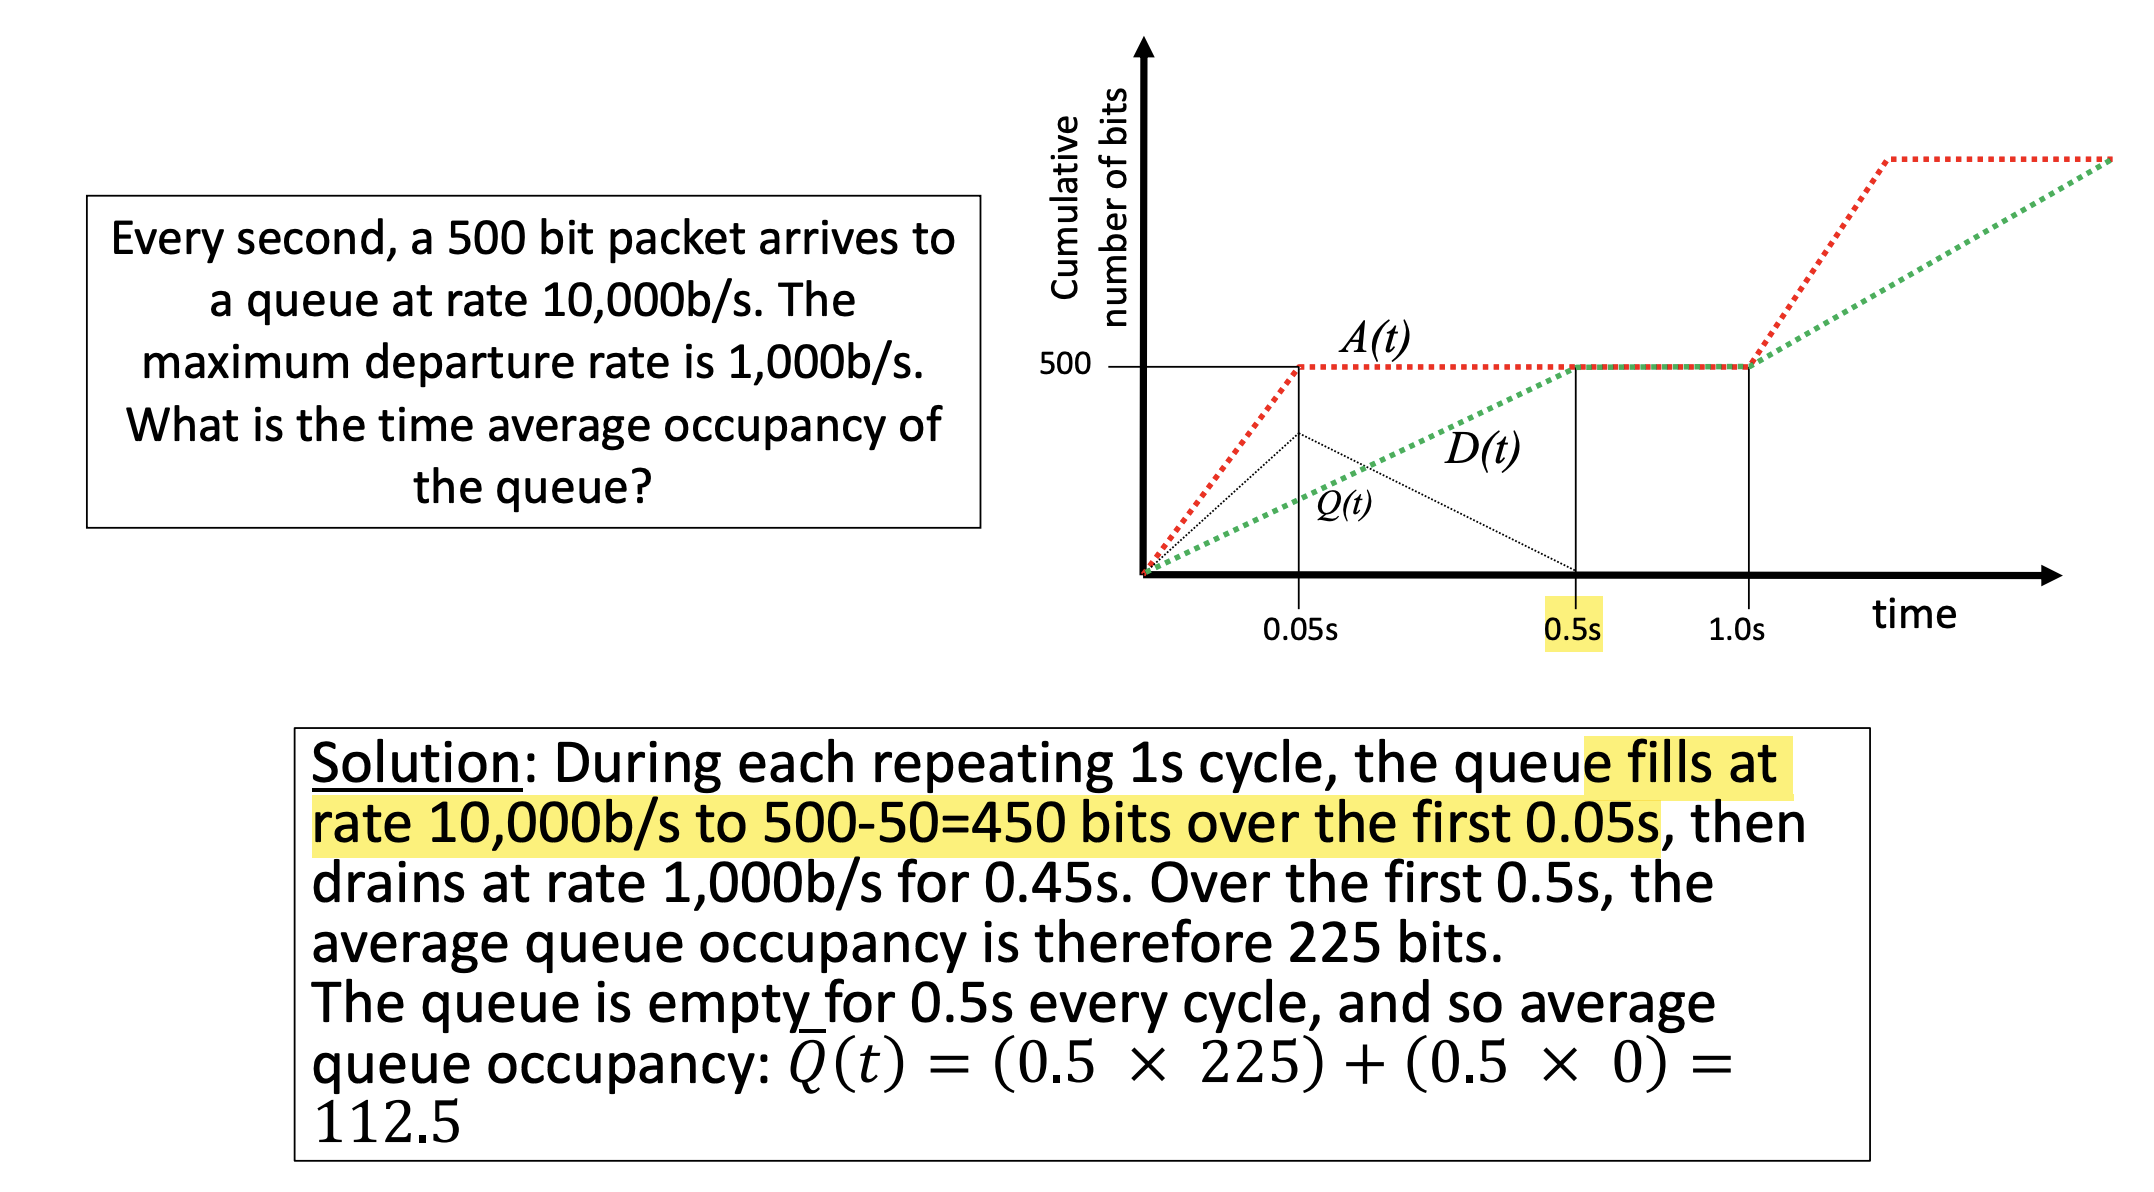 Every second, a 500 bit packet arrives to
a queue at rate 10,000b/s. The
maximum departure rate is 1,000b/s.
What is the time average occupancy of
the queue?
Cumulative
number of bits
500
A(t)
D(t)
Q(t)
0.05s
0.5s
1.0s
time
Solution: During each repeating 1s cycle, the queue fills at
rate 10,000b/s to 500-50=450 bits over the first 0.05s, then
drains at rate 1,000b/s for 0.45s. Over the first 0.5s, the
average queue occupancy is therefore 225 bits.
The queue is empty for 0.5s every cycle, and so average
queue occupancy: Q̅(t) = (0.5 × 225) + (0.5 × 0) =
112.5